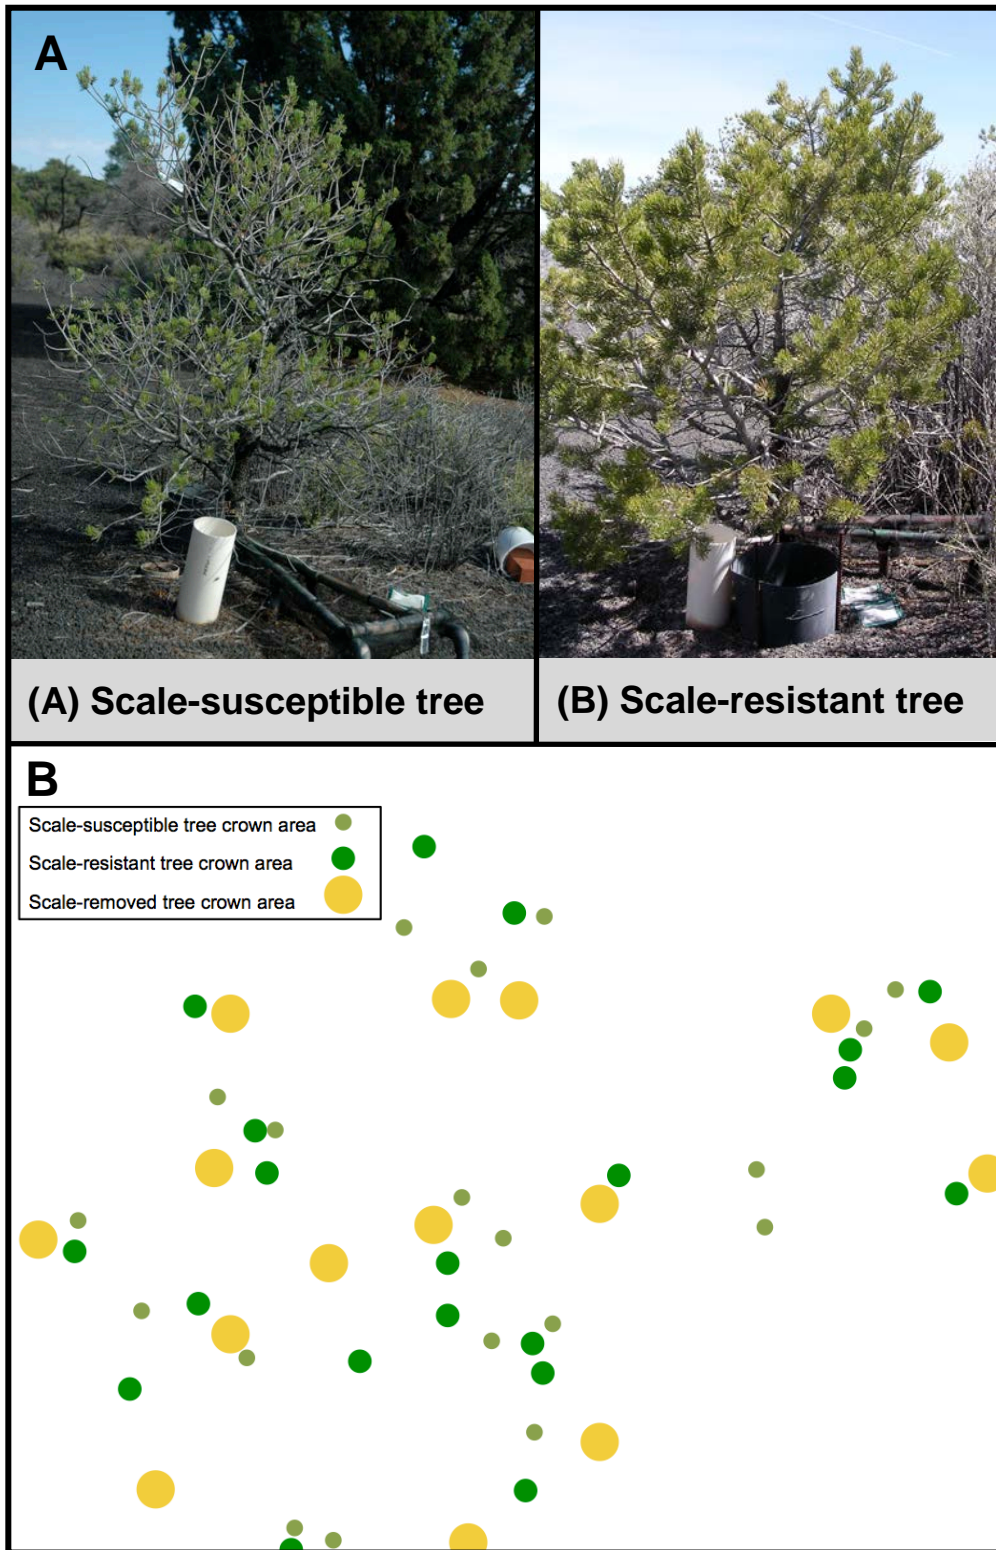 A
(A) Scale-susceptible tree
(B) Scale-resistant tree
B
Scale-susceptible tree crown area
Scale-resistant tree crown area
Scale-removed tree crown area